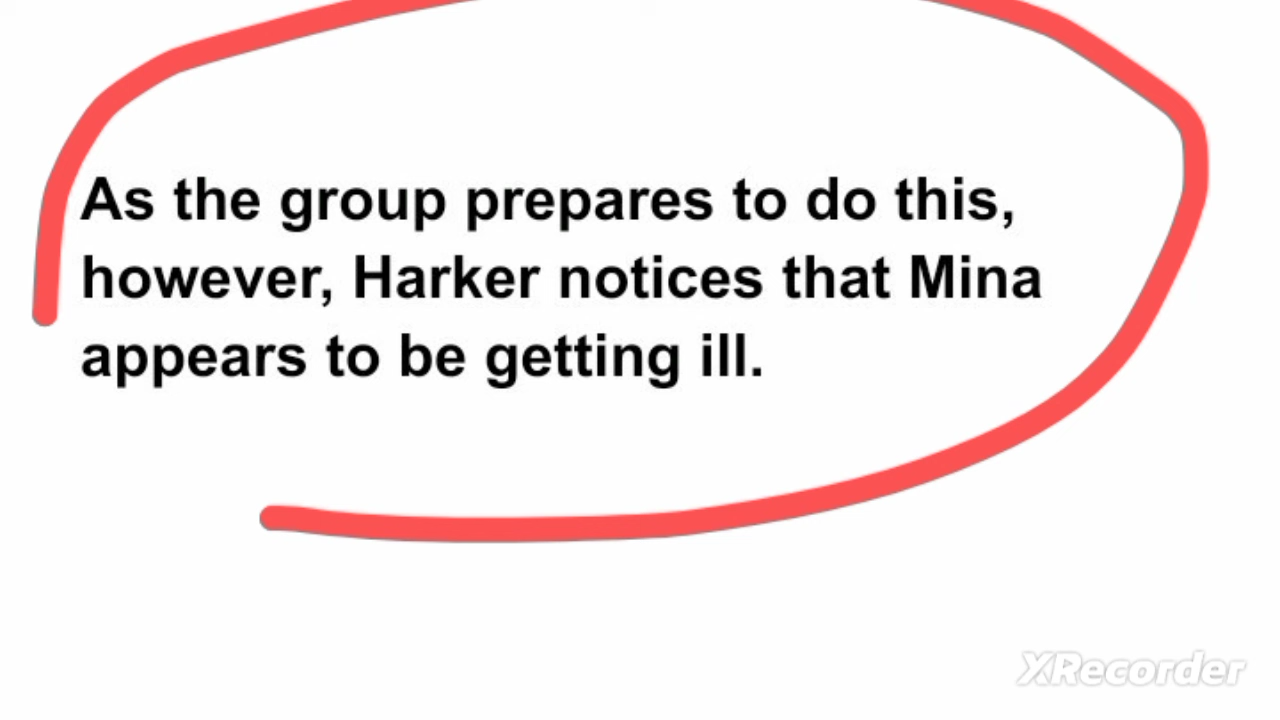 As the group prepares to do this,
however, Harker notices that Mina
appears to be getting ill.
XRecorder